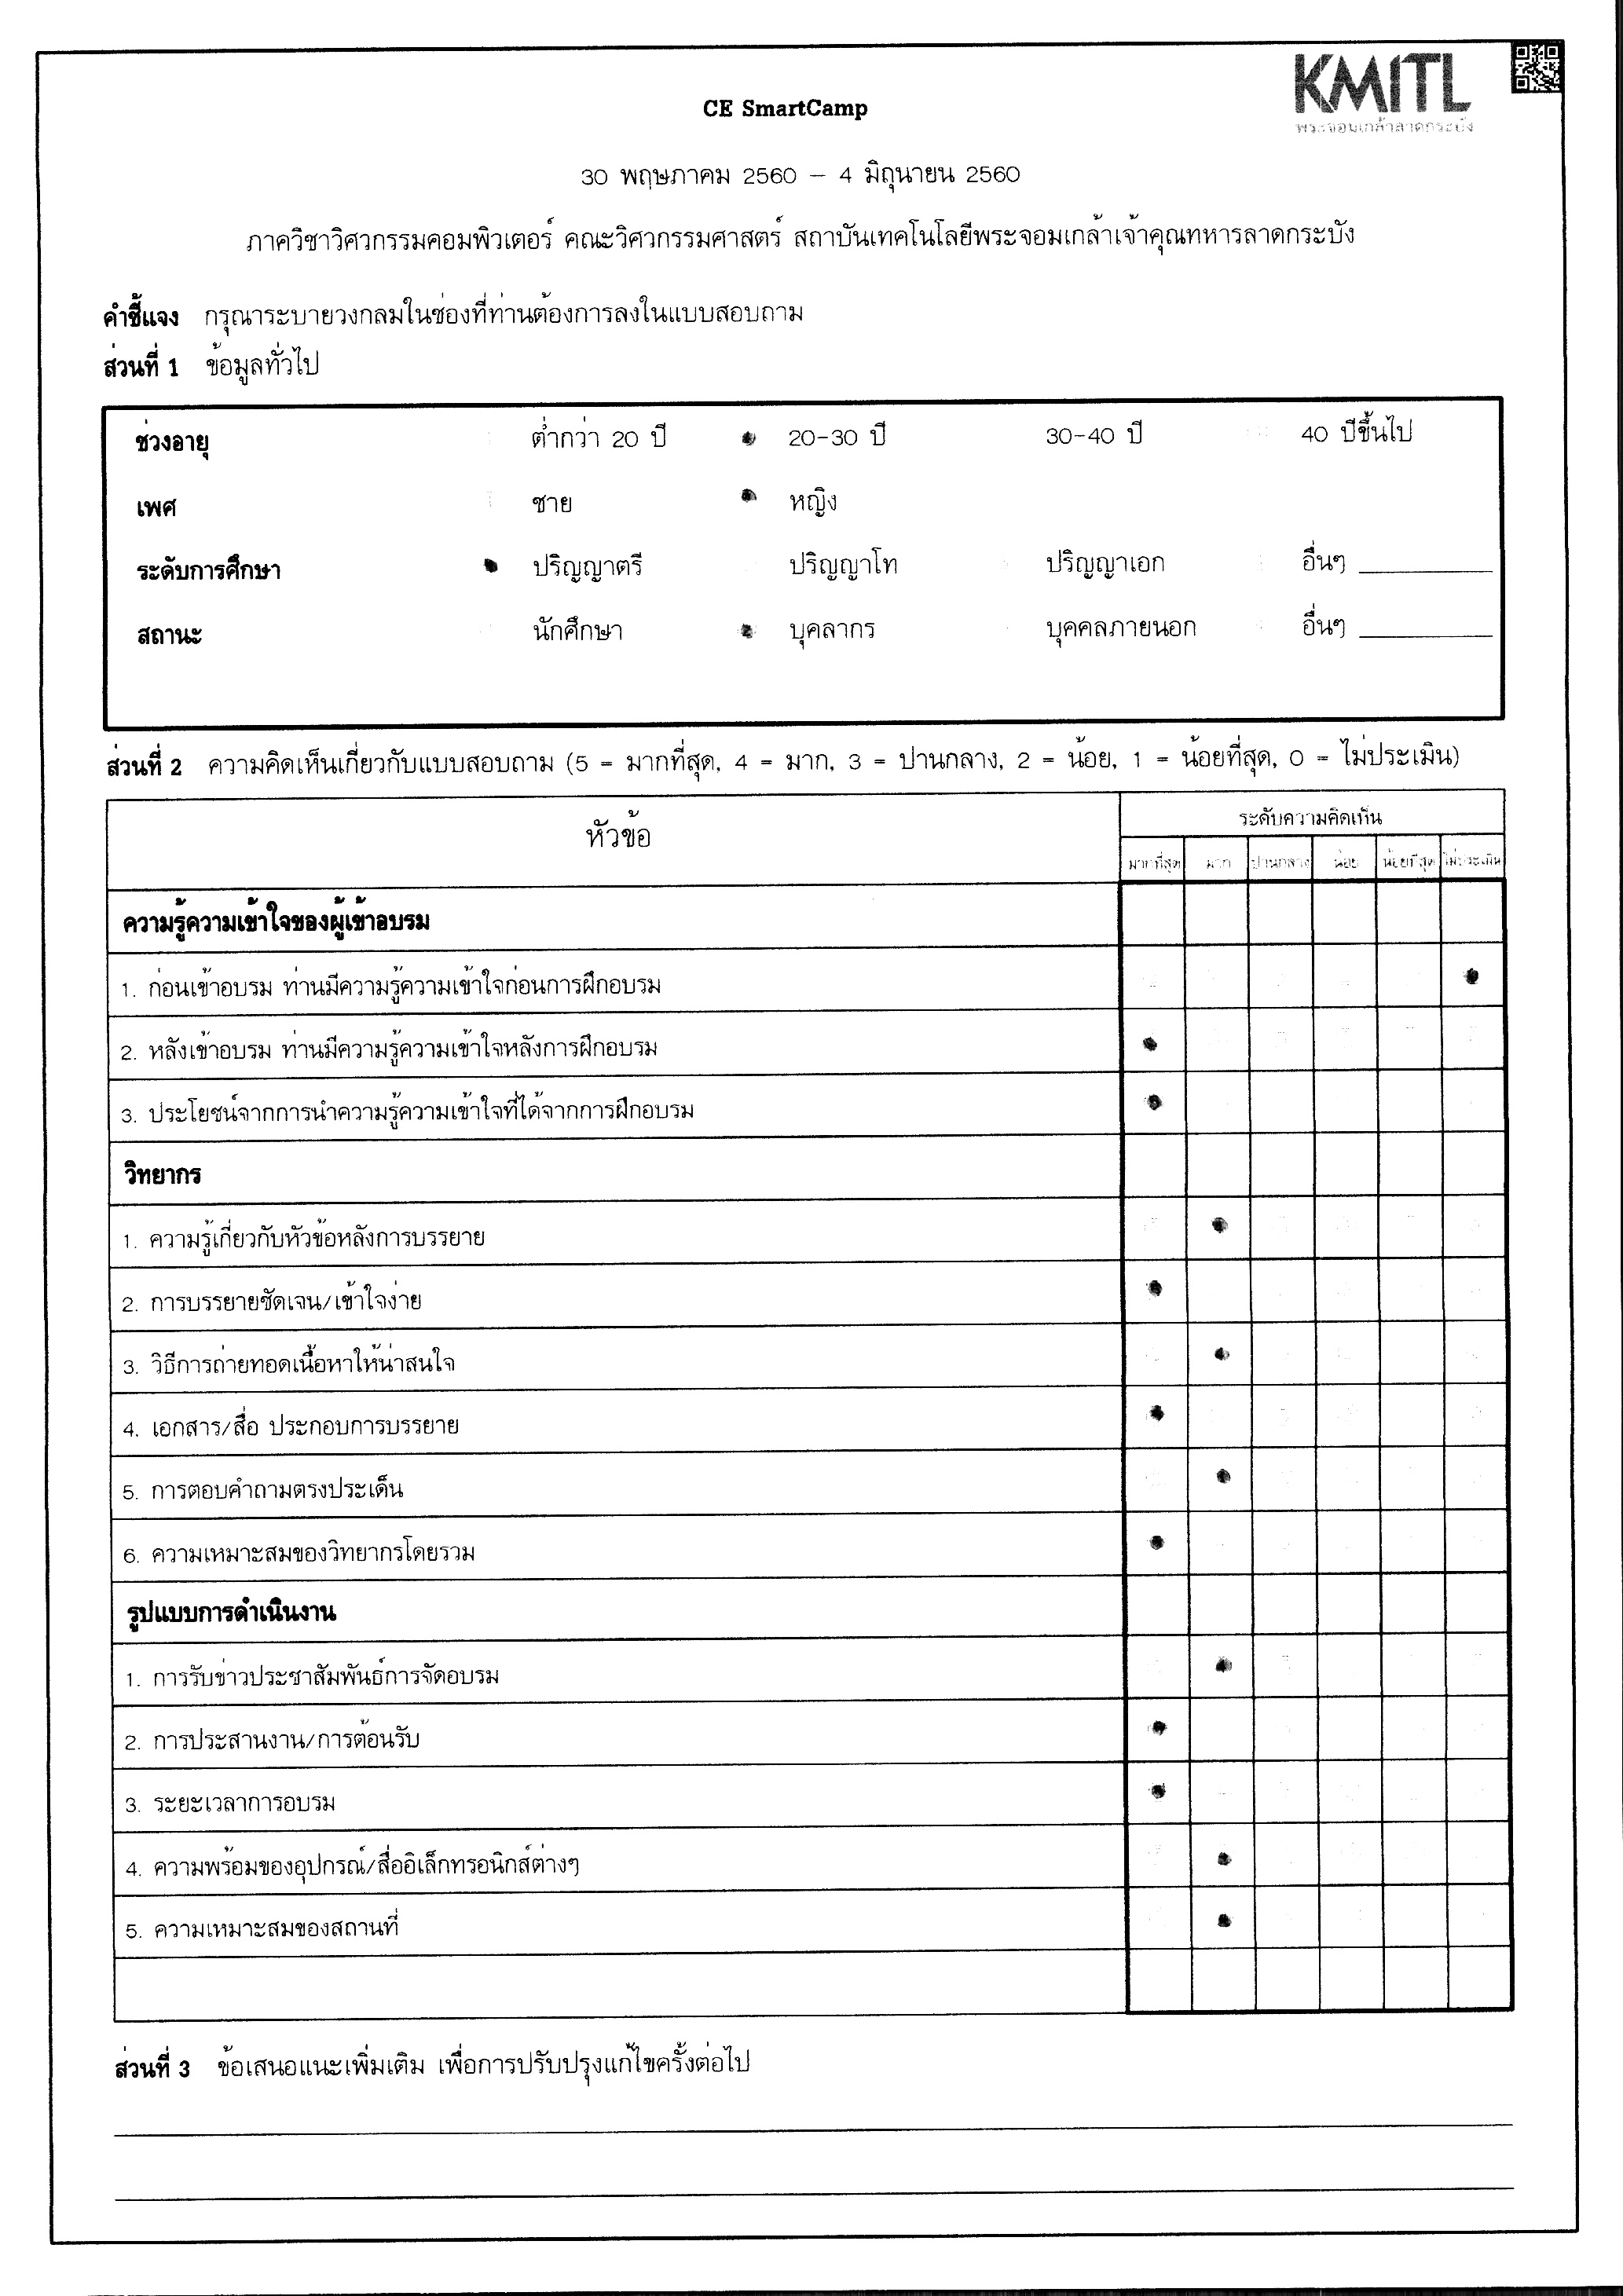 KMITL
พระจอมเกล้าลาดกระบัง
CE SmartCamp
30 พฤษภาคม 2560 – 4 มิถุนายน 2560
ภาควิชาวิศวกรรมคอมพิวเตอร์ คณะวิศวกรรมศาสตร์ สถาบันเทคโนโลยีพระจอมเกล้าเจ้าคุณทหารลาดกระบัง
คำชี้แจง กรุณาระบายวงกลมในช่องที่ท่านต้องการลงในแบบสอบถาม
ส่วนที่ 1 ข้อมูลทั่วไป
ช่วงอายุ ต่ำกว่า 20 ปี 20-30 ปี 30-40 ปี 40 ปีขึ้นไป
เพศ ชาย หญิง
ระดับการศึกษา ปริญญาตรี ปริญญาโท ปริญญาเอก อื่นๆ
สถานะ นักศึกษา บุคลากร บุคคลภายนอก อื่นๆ
ส่วนที่ 2 ความคิดเห็นเกี่ยวกับแบบสอบถาม (5 = มากที่สุด, 4 = มาก, 3 = ปานกลาง, 2 = น้อย, 1 = น้อยที่สุด, 0 = ไม่ประเมิน)
หัวข้อ ระดับความคิดเห็น
มากที่สุด มาก ปานกลาง น้อย น้อยที่สุด ไม่ประเมิน
ความรู้ความเข้าใจของผู้เข้าอบรม
1. ก่อนเข้าอบรม ท่านมีความรู้ความเข้าใจก่อนการฝึกอบรม
2. หลังเข้าอบรม ท่านมีความรู้ความเข้าใจหลังการฝึกอบรม
3. ประโยชน์จากการนำความรู้ความเข้าใจที่ได้จากการฝึกอบรม
วิทยากร
1. ความรู้เกี่ยวกับหัวข้อหลังการบรรยาย
2. การบรรยายชัดเจน/เข้าใจง่าย
3. วิธีการถ่ายทอดเนื้อหาให้น่าสนใจ
4. เอกสาร/สื่อ ประกอบการบรรยาย
5. การตอบคำถามตรงประเด็น
6. ความเหมาะสมของวิทยากรโดยรวม
รูปแบบการดำเนินงาน
1. การรับข่าวประชาสัมพันธ์การจัดอบรม
2. การประสานงาน/การต้อนรับ
3. ระยะเวลาการอบรม
4. ความพร้อมของอุปกรณ์/สื่ออิเล็กทรอนิกส์ต่างๆ
5. ความเหมาะสมของสถานที่
ส่วนที่ 3 ข้อเสนอแนะเพิ่มเติม เพื่อการปรับปรุงแก้ไขครั้งต่อไป